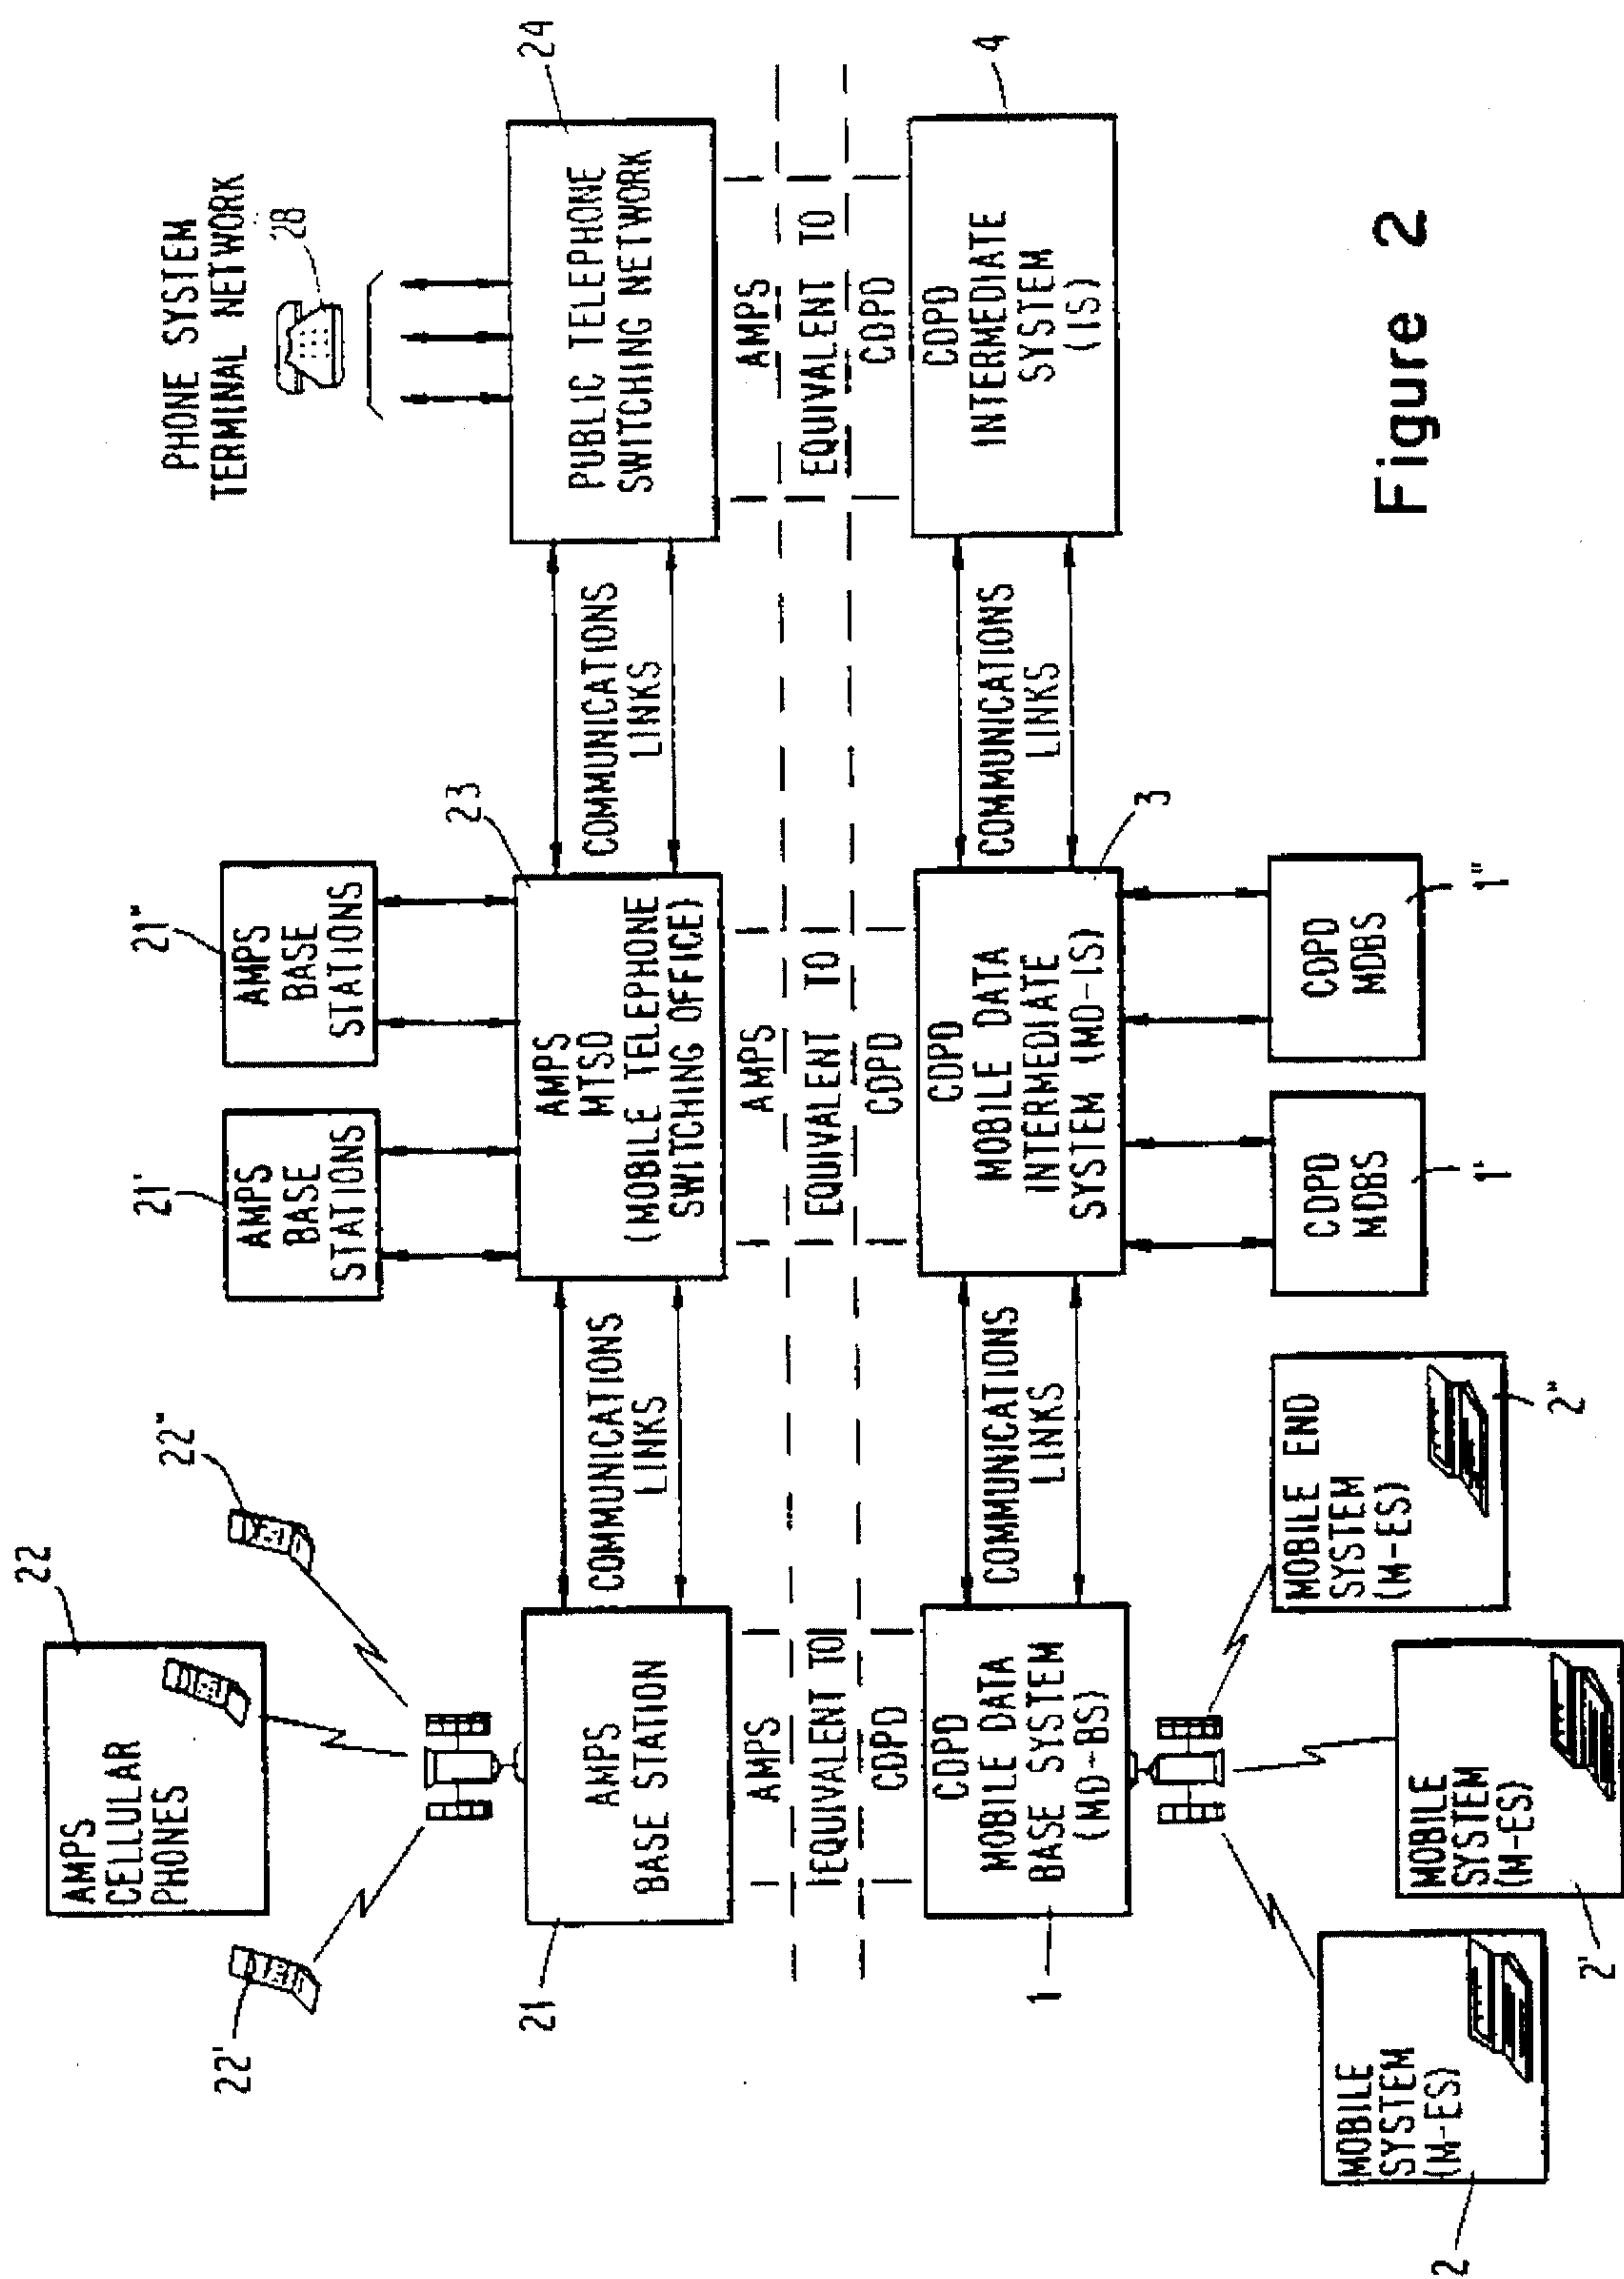 PHONE SYSTEM
TERMINAL NETWORK
28
24
PUBLIC TELEPHONE
SWITCHING NETWORK
21'
AMPS
BASE
STATIONS
21"
AMPS
BASE
STATIONS
23
AMPS
MTSO
(MOBILE TELEPHONE
SWITCHING OFFICE)
COMMUNICATIONS
LINKS
COMMUNICATIONS
LINKS
22
AMPS
CELLULAR
PHONES
22'
22"
21
AMPS
BASE STATION
AMPS
EQUIVALENT TO
CDPD
AMPS
EQUIVALENT TO
CDPD
AMPS
EQUIVALENT TO
CDPD
1
CDPD
MOBILE DATA
BASE SYSTEM
(MD-BS)
COMMUNICATIONS
LINKS
CDPD
MOBILE DATA
INTERMEDIATE
SYSTEM (MD-IS)
3
COMMUNICATIONS
LINKS
CDPD
INTERMEDIATE
SYSTEM
(IS)
4
MOBILE
SYSTEM
(M-ES)
2
MOBILE
SYSTEM
(M-ES)
2'
MOBILE END
SYSTEM
(M-ES)
2"
CDPD
MDBS
1'
CDPD
MDBS
1"
Figure 2